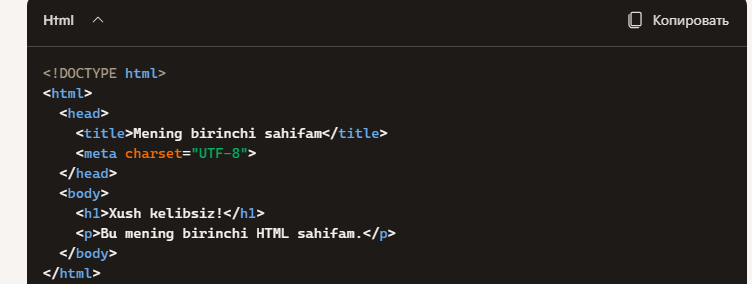 Html
Копировать
<!DOCTYPE html>
<html>
<head>
<title>Mening birinchi sahifam</title>
<meta charset="UTF-8">
</head>
<body>
<h1>Xush kelibsiz!</h1>
<p>Bu mening birinchi HTML sahifam.</p>
</body>
</html>